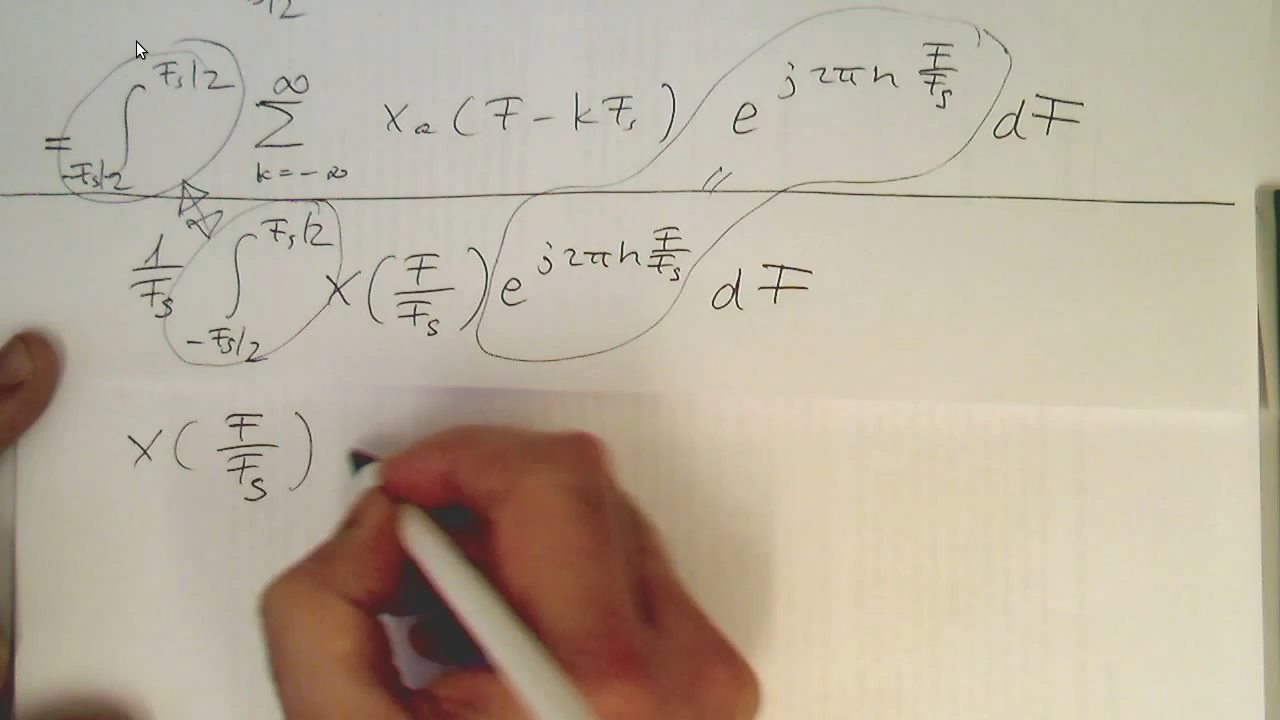 s/2
= ∫_{-Fs/2}^{Fs/2} ∑_{k=-∞}^{∞} Xa(F - kFs) e^{j2πn F/Fs} dF
1/Fs ∫_{-Fs/2}^{Fs/2} X(F/Fs) e^{j2πn F/Fs} dF
X(F/Fs)